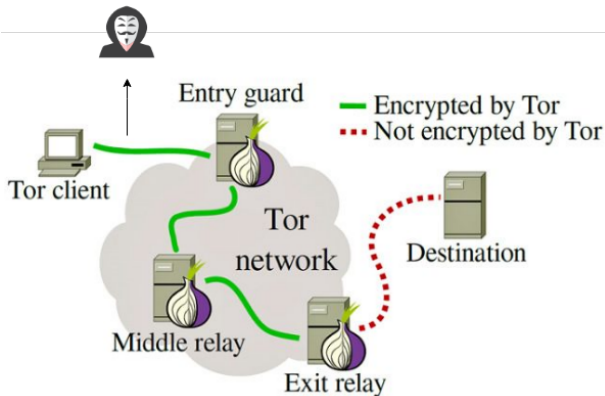 Entry guard
Encrypted by Tor
Not encrypted by Tor
Tor client
Tor
network
Destination
Middle relay
Exit relay